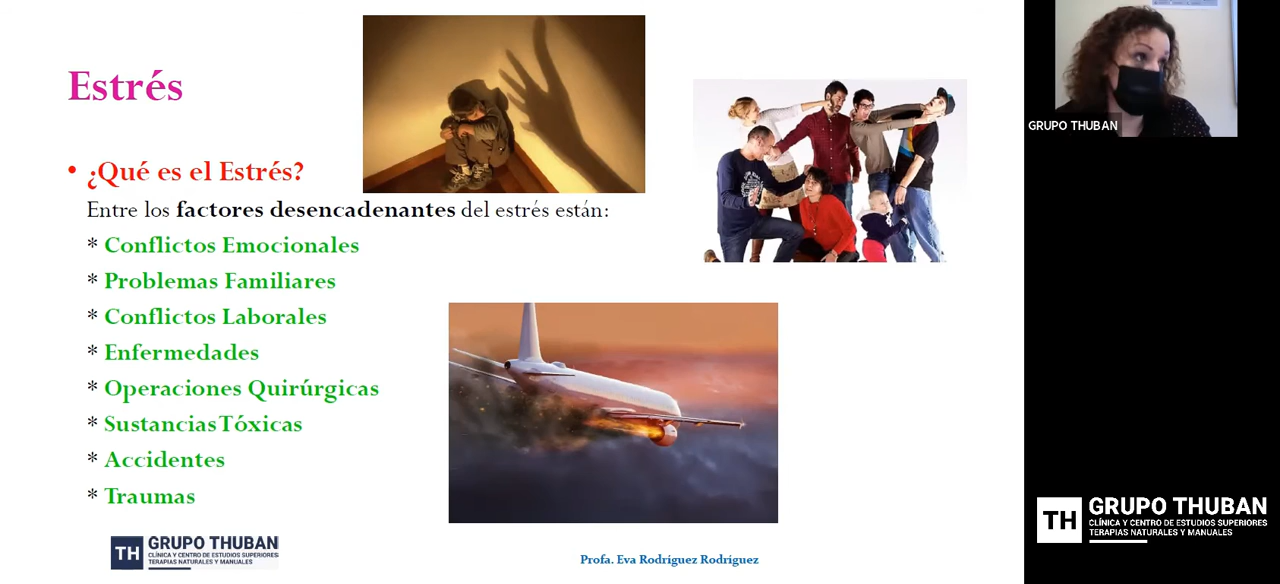 Estrés
• ¿Qué es el Estrés?
Entre los factores desencadenantes del estrés están:
* Conflictos Emocionales
* Problemas Familiares
* Conflictos Laborales
* Enfermedades
* Operaciones Quirúrgicas
* Sustancias Tóxicas
* Accidentes
* Traumas
TH GRUPO THUBAN
CLÍNICA Y CENTRO DE ESTUDIOS SUPERIORES
TERAPIAS NATURALES Y MANUALES
Profa. Eva Rodríguez Rodríguez
GRUPO THUBAN
TH GRUPO THUBAN
CLÍNICA Y CENTRO DE ESTUDIOS SUPERIORES
TERAPIAS NATURALES Y MANUALES